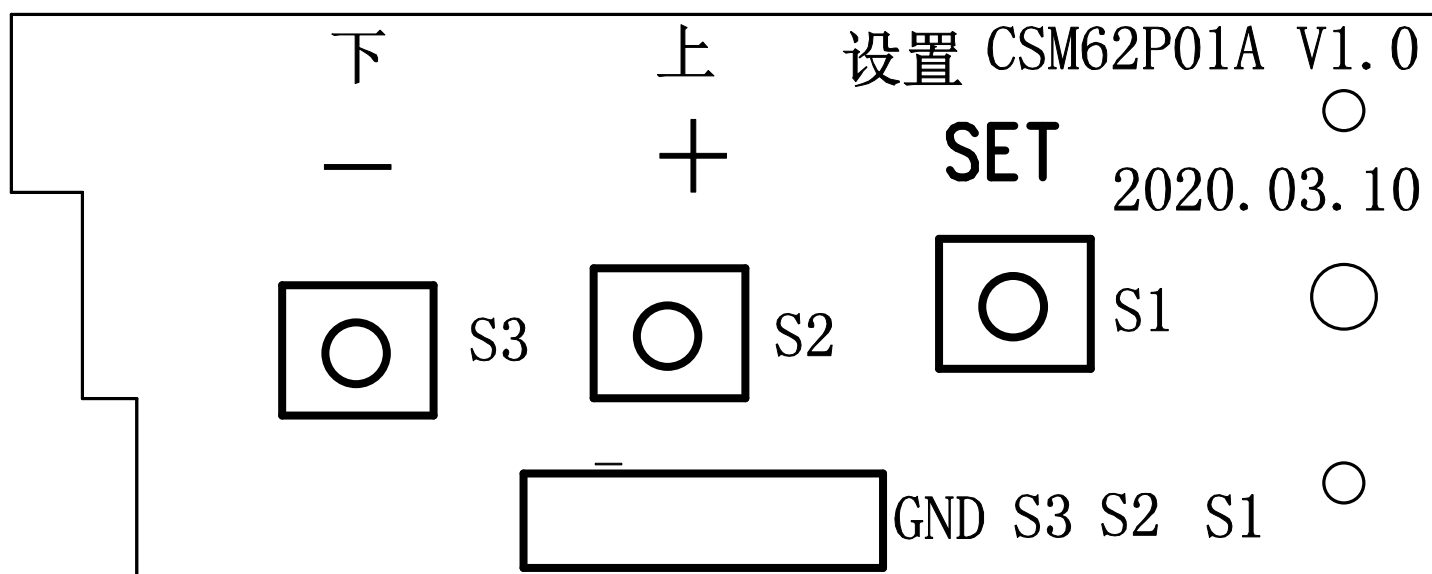 下 上 设置 CSM62P01A V1.0
− + SET
2020.03.10
S3 S2 S1
GND S3 S2 S1